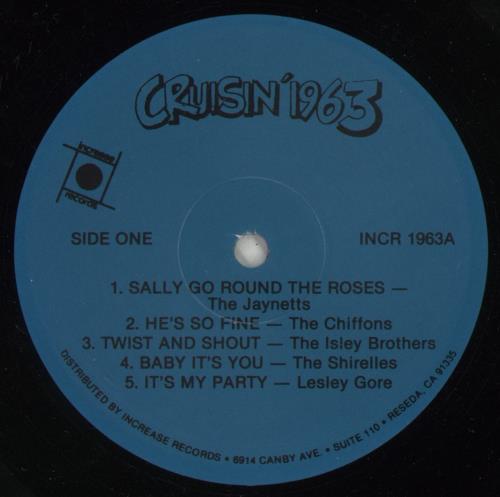 CRUISIN' 1963
increase
records
SIDE ONE
INCR 1963A
1. SALLY GO ROUND THE ROSES —
The Jaynetts
2. HE'S SO FINE — The Chiffons
3. TWIST AND SHOUT — The Isley Brothers
4. BABY IT'S YOU — The Shirelles
5. IT'S MY PARTY — Lesley Gore
DISTRIBUTED BY INCREASE RECORDS • 6914 CANBY AVE. • SUITE 110 • RESEDA, CA 91335